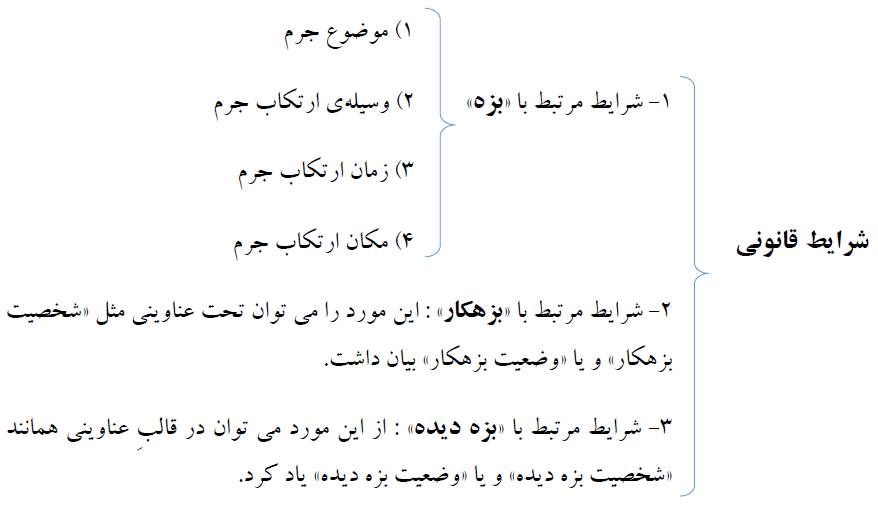 شرایط قانونی
۱- شرایط مرتبط با «بزه»
۱) موضوع جرم
۲) وسیله‌ی ارتکاب جرم
۳) زمان ارتکاب جرم
۴) مکان ارتکاب جرم
۲- شرایط مرتبط با «بزهکار» : این مورد را می توان تحت عناوینی مثل «شخصیت
بزهکار» و یا «وضعیت بزهکار» بیان داشت.
۳- شرایط مرتبط با «بزه دیده» : از این مورد می توان در قالبِ عناوینی همانند
«شخصیت بزه دیده» و یا «وضعیت بزه دیده» یاد کرد.